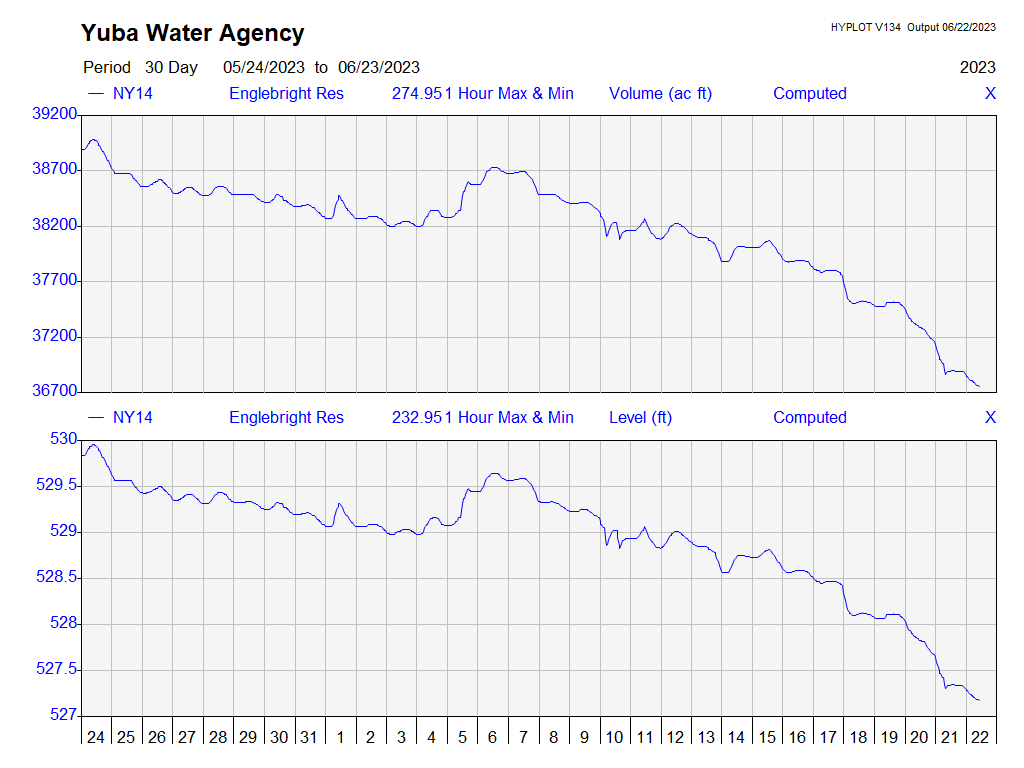 Yuba Water Agency
HYPLOT V134 Output 06/22/2023
Period 30 Day 05/24/2023 to 06/23/2023
2023
NY14 Englebright Res 274.951 Hour Max & Min Volume (ac ft) Computed X
39200
38700
38200
37700
37200
36700
NY14 Englebright Res 232.951 Hour Max & Min Level (ft) Computed X
530
529.5
529
528.5
528
527.5
527
24 25 26 27 28 29 30 31 1 2 3 4 5 6 7 8 9 10 11 12 13 14 15 16 17 18 19 20 21 22